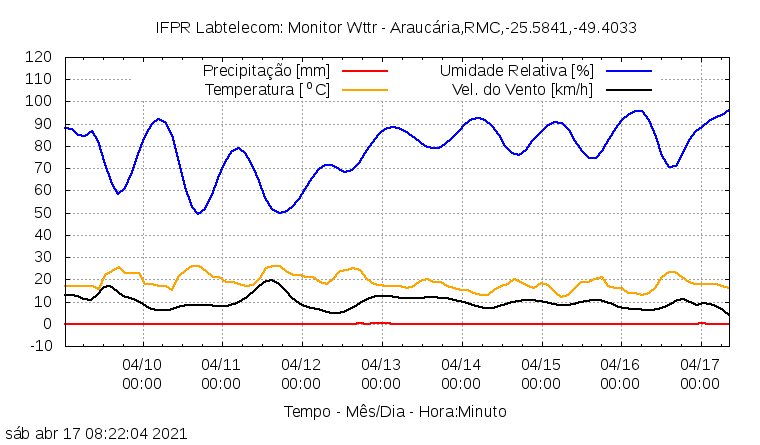 IFPR Labtelecom: Monitor Wttr - Araucária,RMC,-25.5841,-49.4033
Precipitação [mm]
Temperatura [⁰C]
Umidade Relativa [%]
Vel. do Vento [km/h]
120
110
100
90
80
70
60
50
40
30
20
10
0
-10
04/10 04/11 04/12 04/13 04/14 04/15 04/16 04/17
00:00 00:00 00:00 00:00 00:00 00:00 00:00 00:00
Tempo - Mês/Dia - Hora:Minuto
sáb abr 17 08:22:04 2021